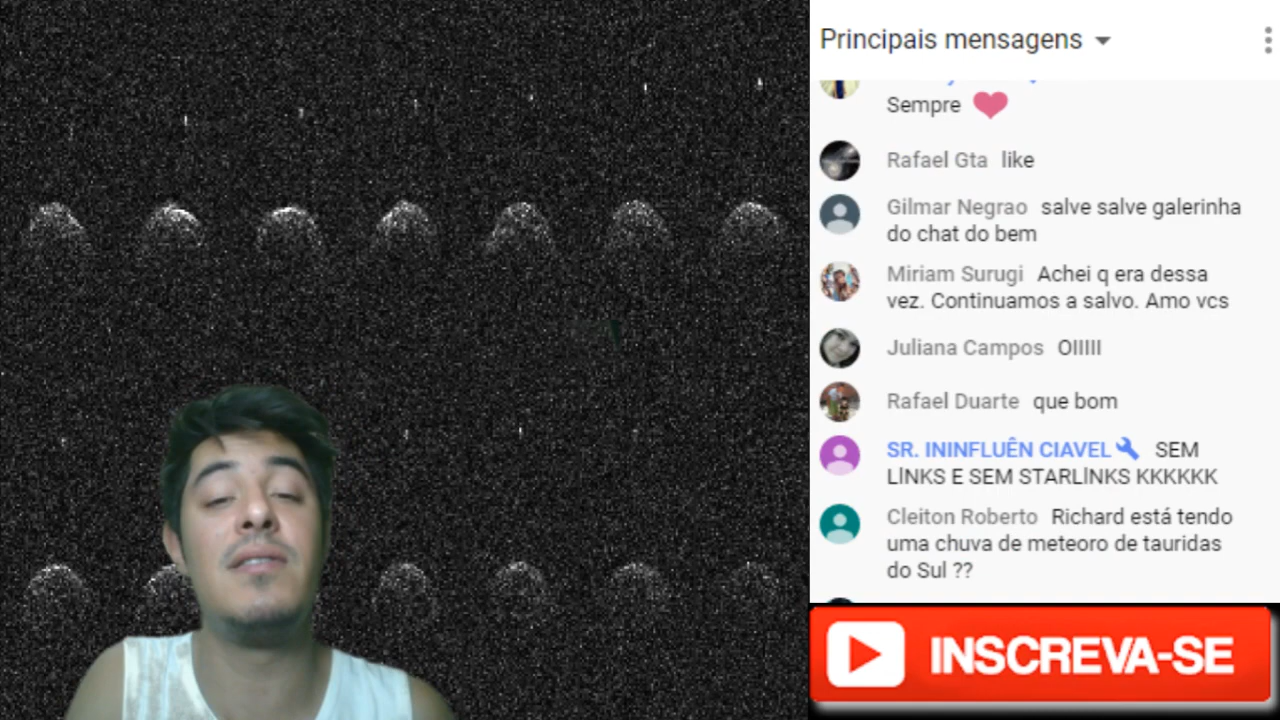 Principais mensagens
Sempre
Rafael Gta like
Gilmar Negrao salve salve galerinha
do chat do bem
Miriam Surugi Achei q era dessa
vez. Continuamos a salvo. Amo vcs
Juliana Campos OIIIII
Rafael Duarte que bom
SR. ININFLUÊN CIAVEL SEM
LINKS E SEM STARLINKS KKKKKK
Cleiton Roberto Richard está tendo
uma chuva de meteoro de tauridas
do Sul ??
INSCREVA-SE